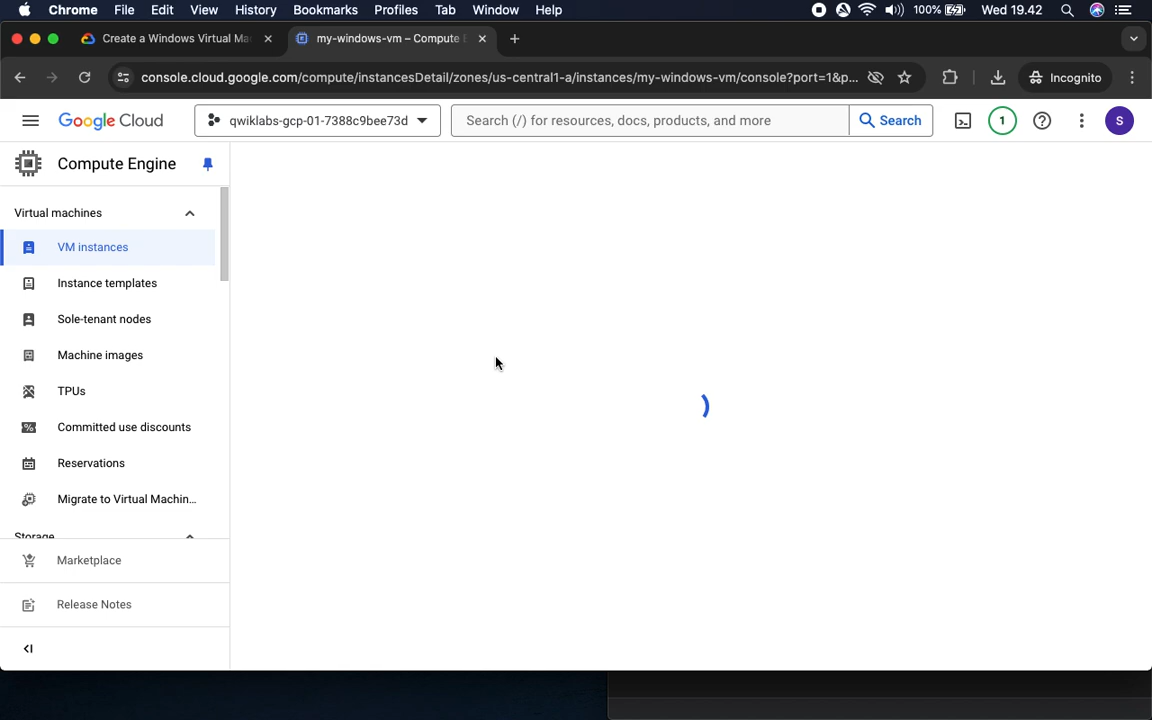 Chrome File Edit View History Bookmarks Profiles Tab Window Help 100% Wed 19.42
Create a Windows Virtual Ma
my-windows-vm – Compute E
console.cloud.google.com/compute/instancesDetail/zones/us-central1-a/instances/my-windows-vm/console?port=1&p...
Incognito
Google Cloud
qwiklabs-gcp-01-7388c9bee73d
Search (/) for resources, docs, products, and more
Search
1
S
Compute Engine
Virtual machines
VM instances
Instance templates
Sole-tenant nodes
Machine images
TPUs
Committed use discounts
Reservations
Migrate to Virtual Machin...
Storage
Marketplace
Release Notes